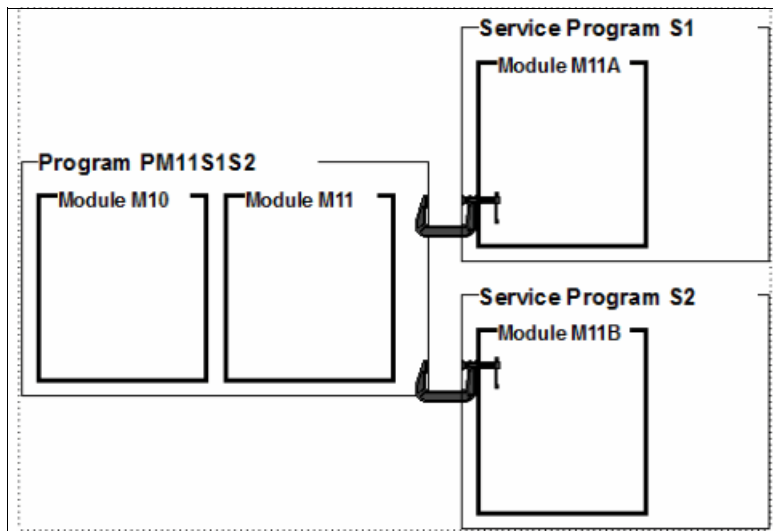 Service Program S1
Module M11A
Program PM11S1S2
Module M10
Module M11
Service Program S2
Module M11B